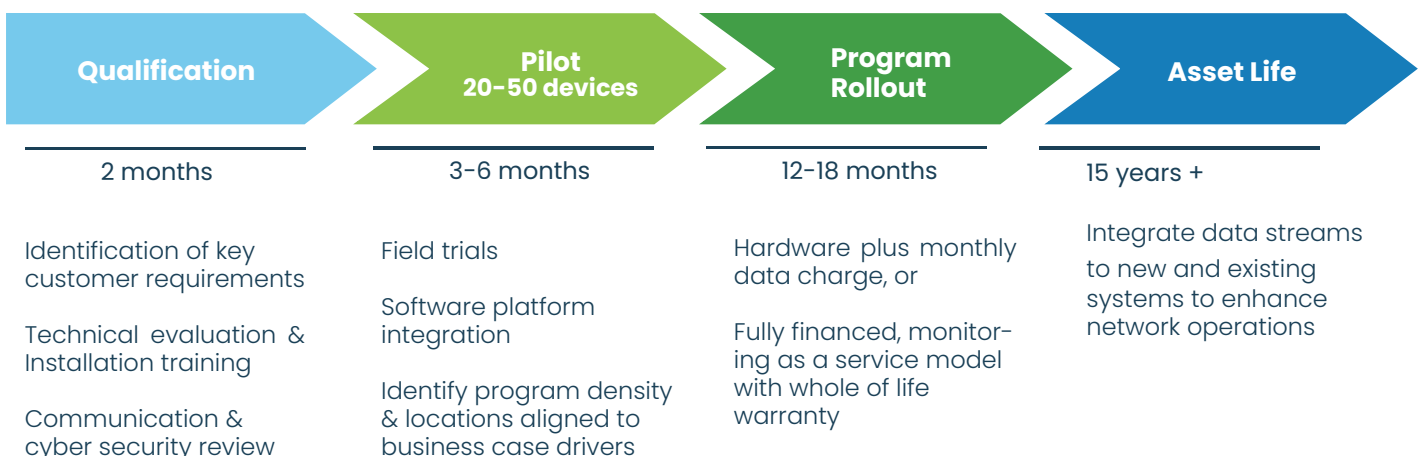 Qualification
2 months
Identification of key
customer requirements
Technical evaluation &
Installation training
Communication &
cyber security review
Pilot
20-50 devices
3-6 months
Field trials
Software platform
integration
Identify program density
& locations aligned to
business case drivers
Program
Rollout
12-18 months
Hardware plus monthly
data charge, or
Fully financed, monitor-
ing as a service model
with whole of life
warranty
Asset Life
15 years +
Integrate data streams
to new and existing
systems to enhance
network operations